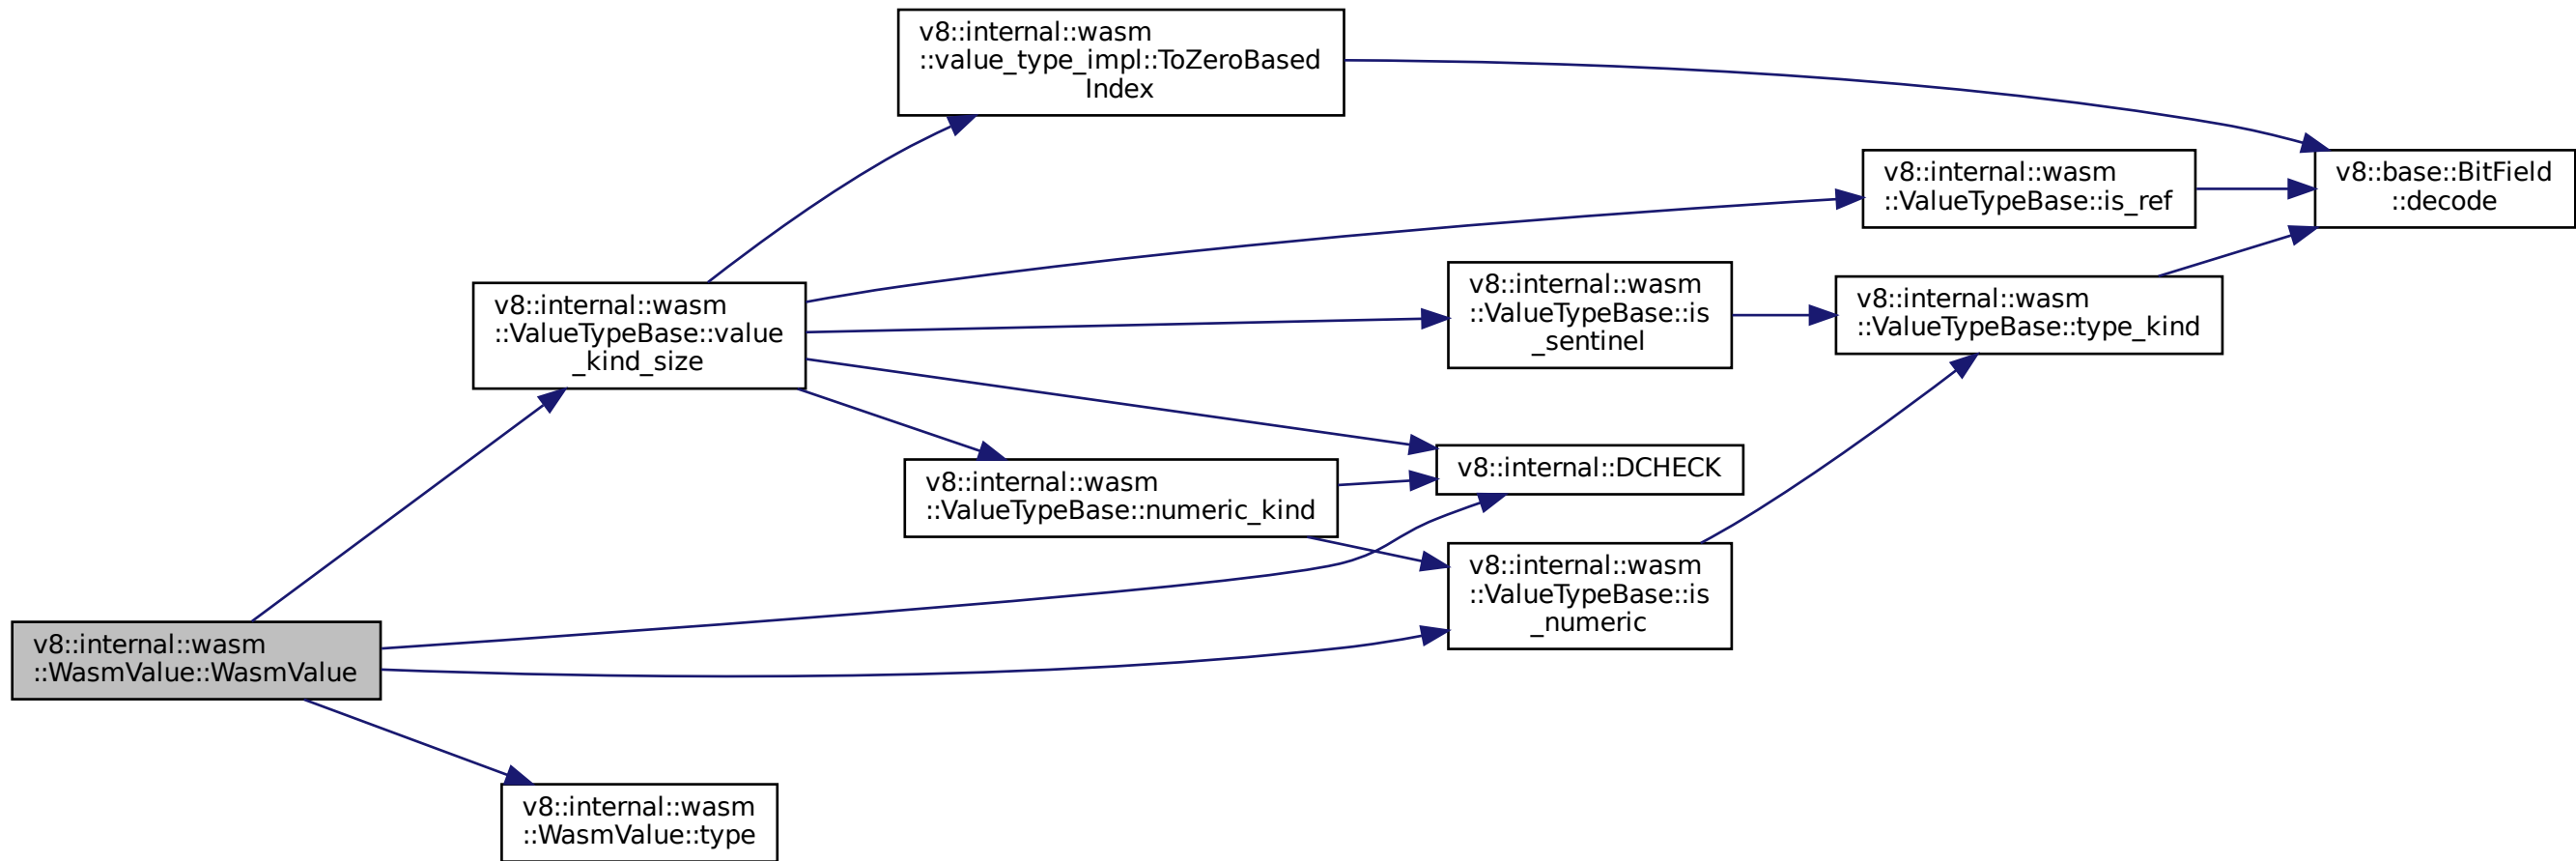 v8::internal::wasm
::value_type_impl::ToZeroBased
Index
v8::internal::wasm
::ValueTypeBase::is_ref
v8::base::BitField
::decode
v8::internal::wasm
::ValueTypeBase::value
_kind_size
v8::internal::wasm
::ValueTypeBase::is
_sentinel
v8::internal::wasm
::ValueTypeBase::type_kind
v8::internal::DCHECK
v8::internal::wasm
::ValueTypeBase::numeric_kind
v8::internal::wasm
::ValueTypeBase::is
_numeric
v8::internal::wasm
::WasmValue::WasmValue
v8::internal::wasm
::WasmValue::type